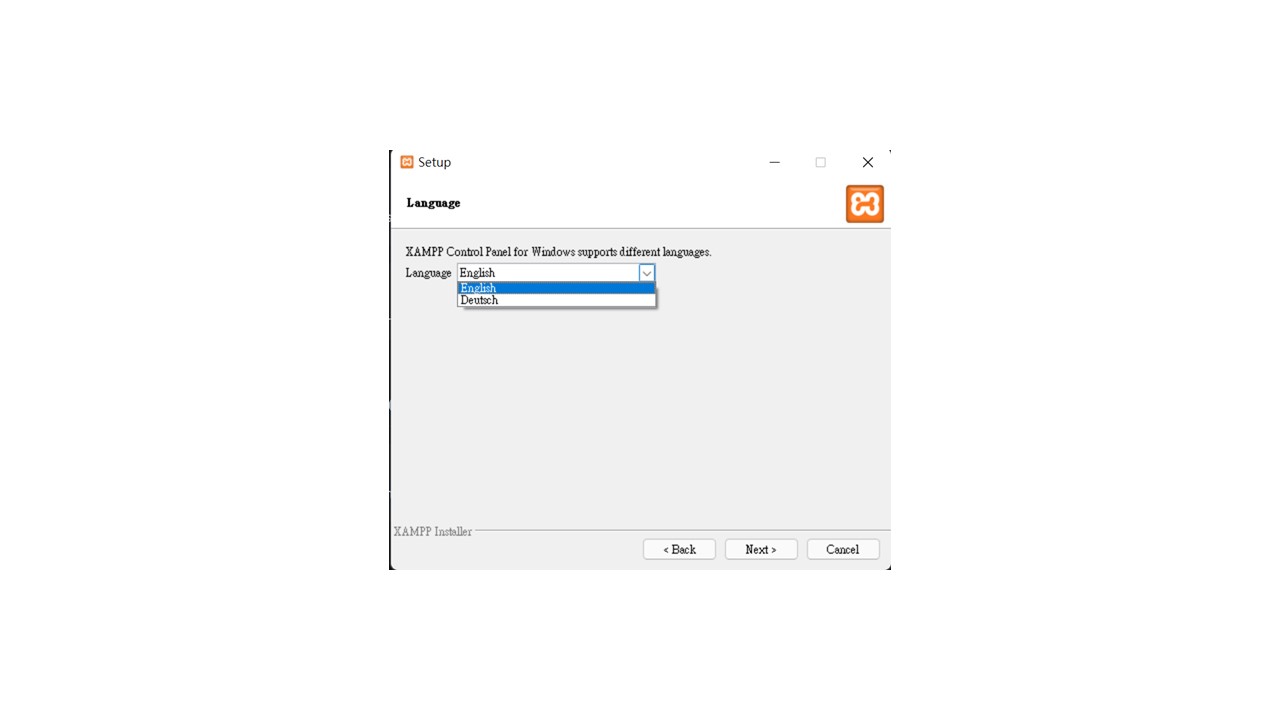 Setup
Language
XAMPP Control Panel for Windows supports different languages.
Language English
English
Deutsch
XAMPP Installer
< Back Next > Cancel